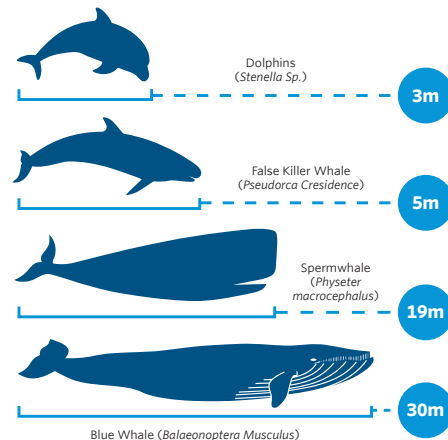 Dolphins
(Stenella Sp.)
3m
False Killer Whale
(Pseudorca Cresidence)
5m
Spermwhale
(Physeter
macrocephalus)
19m
30m
Blue Whale (Balaeonoptera Musculus)